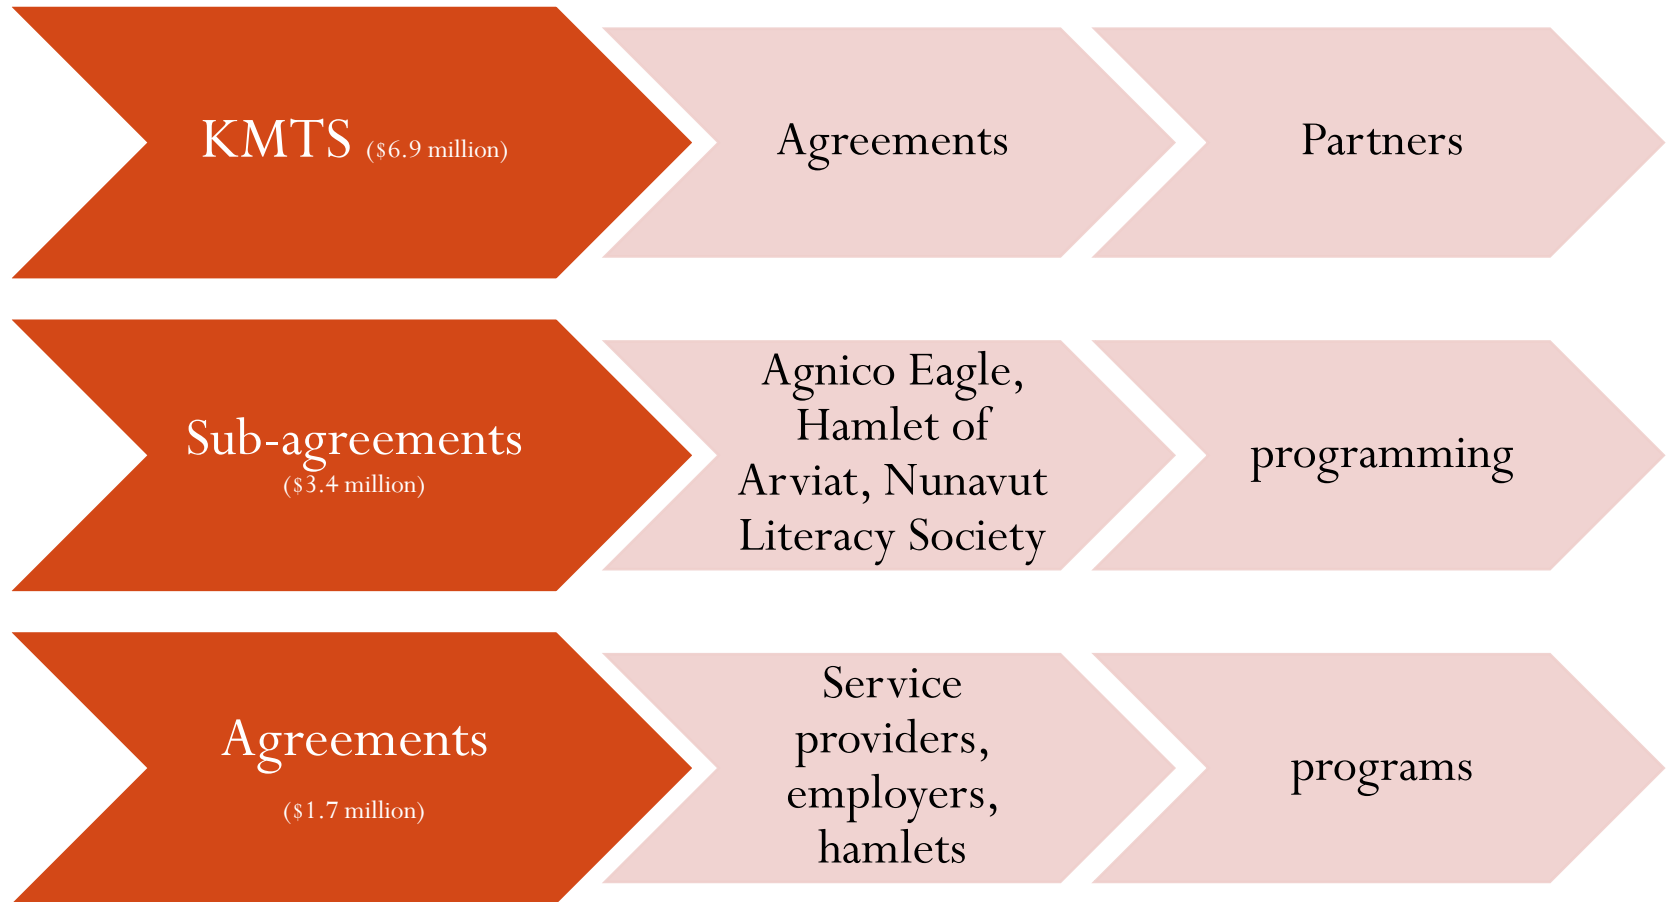 KMTS ($6.9 million)
Agreements
Partners
Sub-agreements
($3.4 million)
Agnico Eagle,
Hamlet of
Arviat, Nunavut
Literacy Society
programming
Agreements
($1.7 million)
Service
providers,
employers,
hamlets
programs